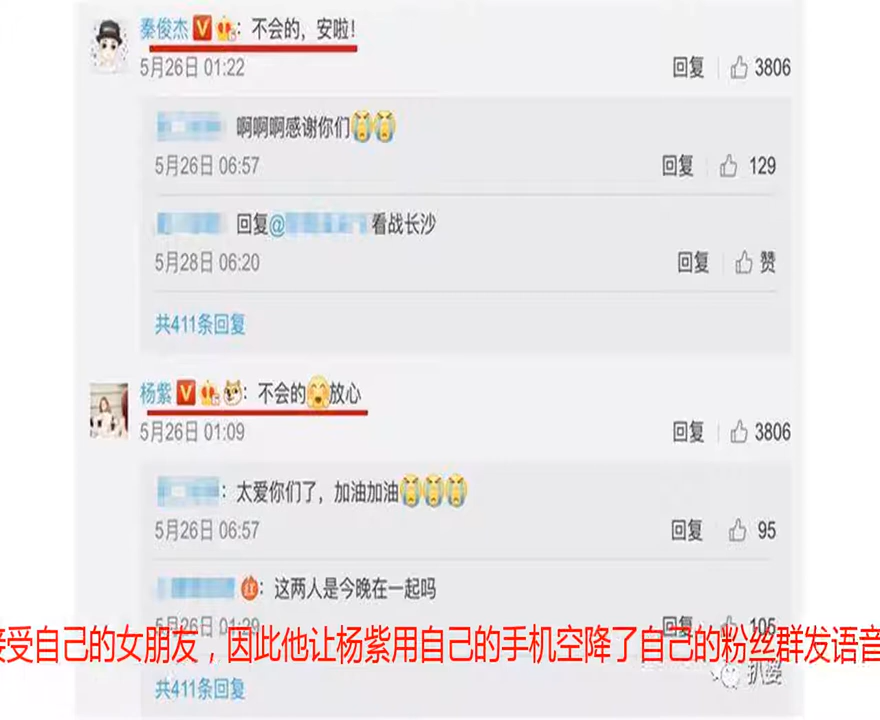 秦俊杰 V : 不会的，安啦！
5月26日 01:22 回复 3806
啊啊啊感谢你们
5月26日 06:57 回复 129
回复@ 看战长沙
5月28日 06:20 回复 赞
共411条回复
杨紫 V : 不会的 放心
5月26日 01:09 回复 3806
: 太爱你们了，加油加油
5月26日 06:57 回复 95
: 这两人是今晚在一起吗
5月26日 01:29 回复 105
接受自己的女朋友，因此他让杨紫用自己的手机空降了自己的粉丝群发语音
共411条回复
扒婆